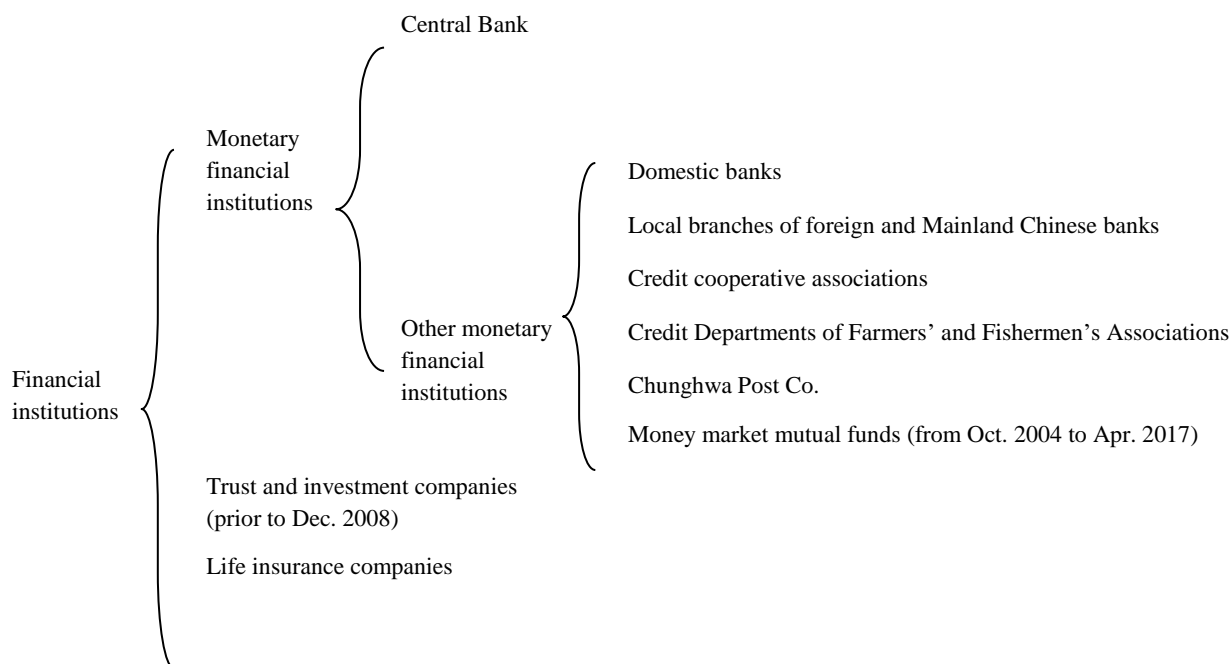 Central Bank
Monetary
financial
institutions
Domestic banks
Local branches of foreign and Mainland Chinese banks
Credit cooperative associations
Other monetary
financial
institutions
Credit Departments of Farmers’ and Fishermen’s Associations
Chunghwa Post Co.
Money market mutual funds (from Oct. 2004 to Apr. 2017)
Financial
institutions
Trust and investment companies
(prior to Dec. 2008)
Life insurance companies